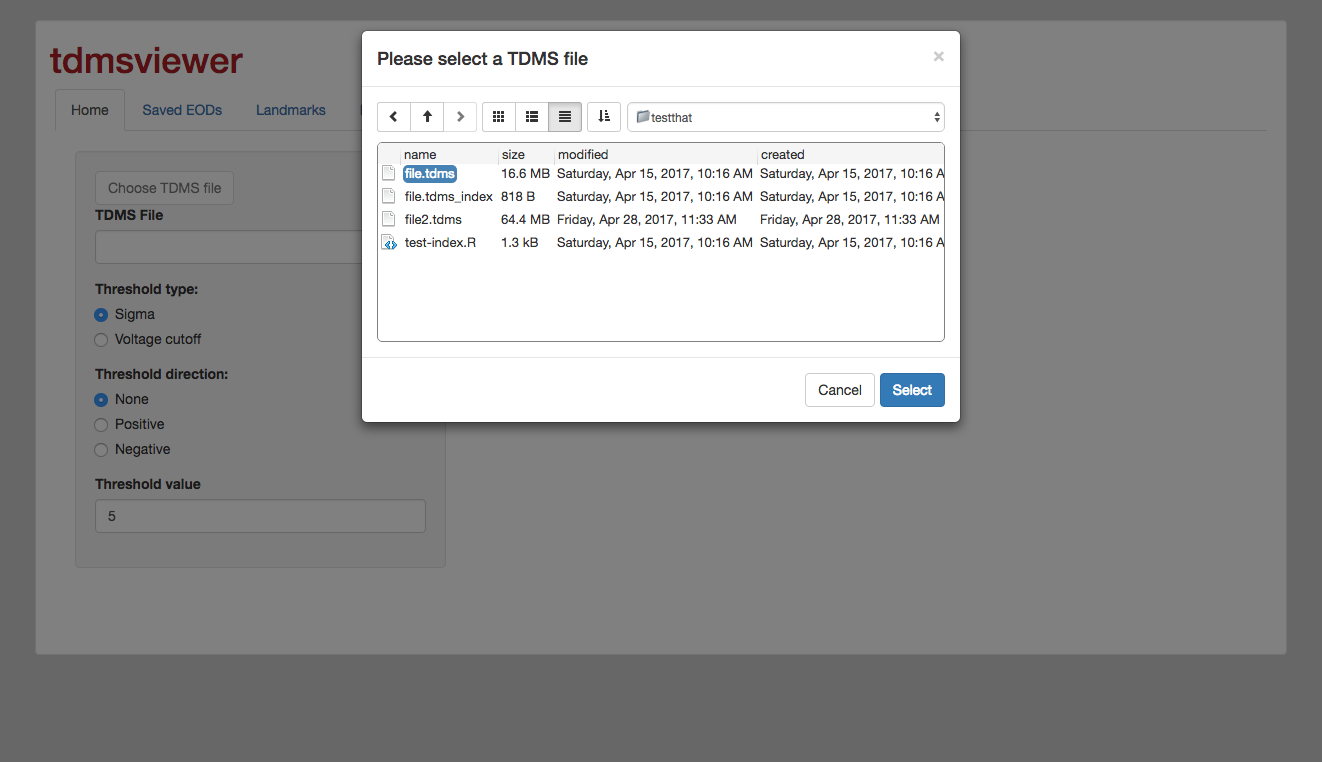 tdmsviewer
Home Saved EODs Landmarks
Choose TDMS file
TDMS File
Threshold type:
Sigma
Voltage cutoff
Threshold direction:
None
Positive
Negative
Threshold value
5
Please select a TDMS file
×
testthat
name size modified created
file.tdms 16.6 MB Saturday, Apr 15, 2017, 10:16 AM Saturday, Apr 15, 2017, 10:16 A
file.tdms_index 818 B Saturday, Apr 15, 2017, 10:16 AM Saturday, Apr 15, 2017, 10:16 A
file2.tdms 64.4 MB Friday, Apr 28, 2017, 11:33 AM Friday, Apr 28, 2017, 11:33 AM
test-index.R 1.3 kB Saturday, Apr 15, 2017, 10:16 AM Saturday, Apr 15, 2017, 10:16 A
Cancel Select